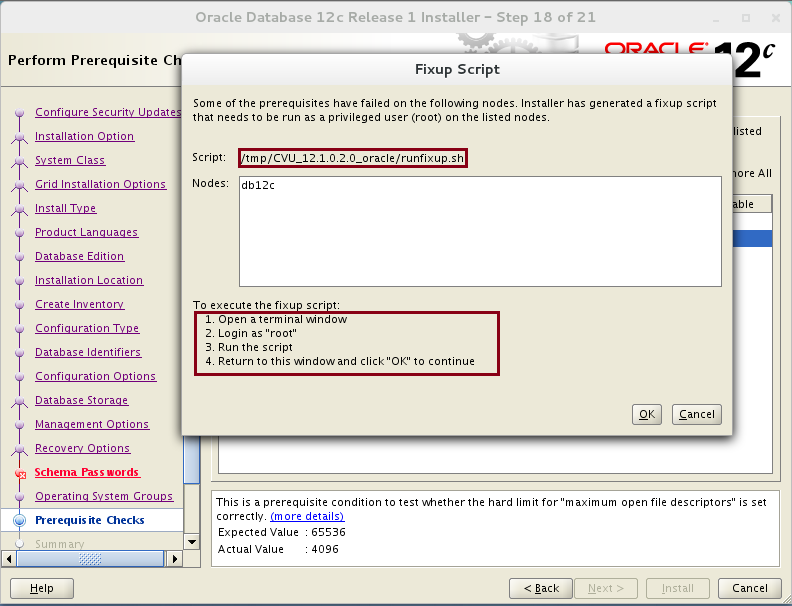 Oracle Database 12c Release 1 Installer - Step 18 of 21
Perform Prerequisite Ch
ORACLE 12c
Fixup Script
Some of the prerequisites have failed on the following nodes. Installer has generated a fixup script
that needs to be run as a privileged user (root) on the listed nodes.
Script: /tmp/CVU_12.1.0.2.0_oracle/runfixup.sh
Nodes: db12c
To execute the fixup script:
1. Open a terminal window
2. Login as "root"
3. Run the script
4. Return to this window and click "OK" to continue
OK Cancel
Configure Security Updates
Installation Option
System Class
Grid Installation Options
Install Type
Product Languages
Database Edition
Installation Location
Create Inventory
Configuration Type
Database Identifiers
Configuration Options
Database Storage
Management Options
Recovery Options
Schema Passwords
Operating System Groups
Prerequisite Checks
Summary
listed
nore All
able
This is a prerequisite condition to test whether the hard limit for "maximum open file descriptors" is set
correctly. (more details)
Expected Value : 65536
Actual Value : 4096
Help < Back Next > Install Cancel